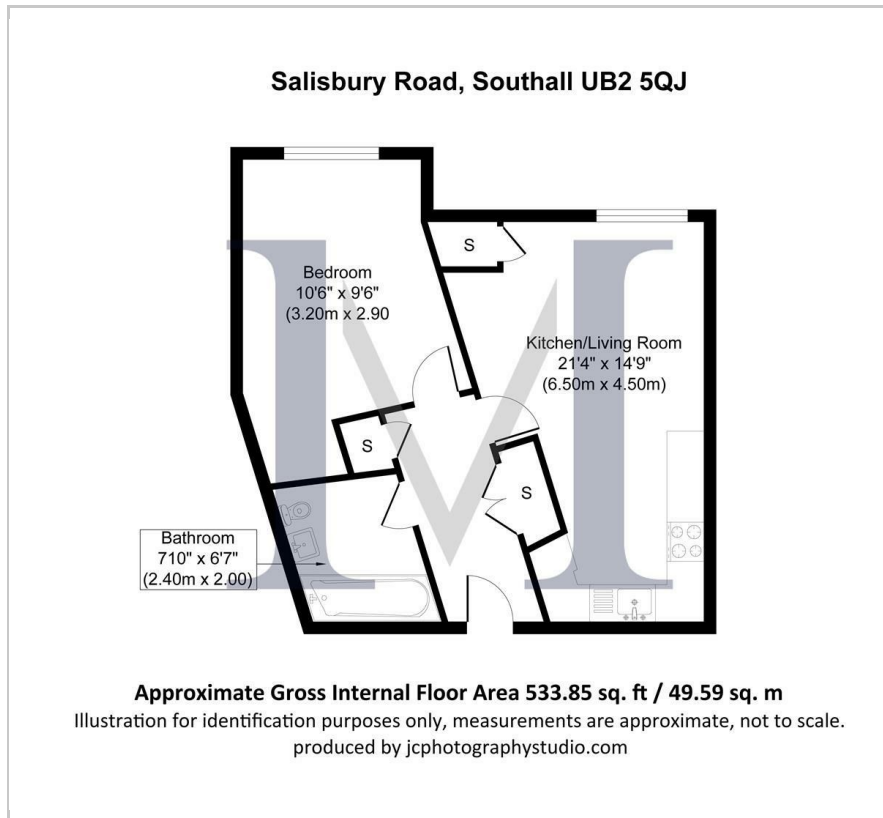 Salisbury Road, Southall UB2 5QJ
S
Bedroom
10'6" x 9'6"
(3.20m x 2.90
Kitchen/Living Room
21'4" x 14'9"
(6.50m x 4.50m)
S
S
Bathroom
710" x 6'7"
(2.40m x 2.00)
Approximate Gross Internal Floor Area 533.85 sq. ft / 49.59 sq. m
Illustration for identification purposes only, measurements are approximate, not to scale.
produced by jcphotographystudio.com